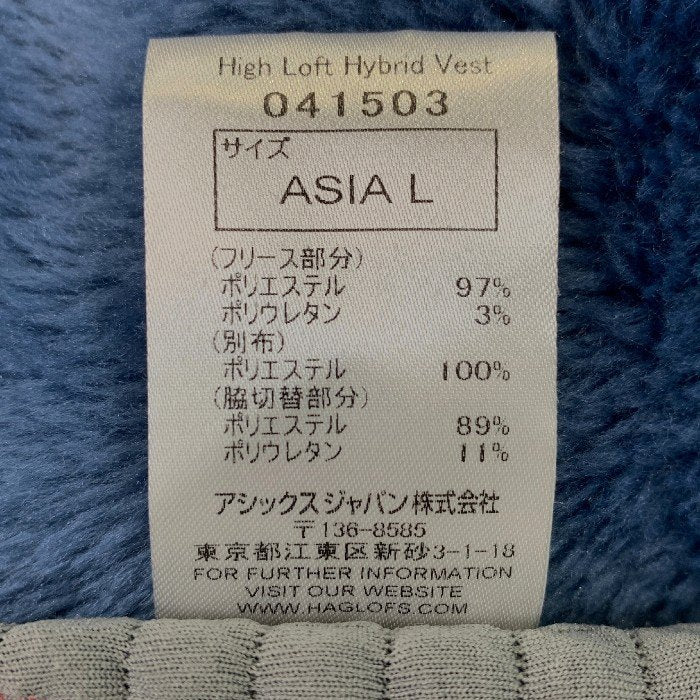 High Loft Hybrid Vest
041503
サイズ
ASIA L
(フリース部分)
ポリエステル 97%
ポリウレタン 3%
(別布)
ポリエステル 100%
(脇切替部分)
ポリエステル 89%
ポリウレタン 11%
アシックスジャパン株式会社
〒136-8585
東京都江東区新砂3-1-18
FOR FURTHER INFORMATION
VISIT OUR WEBSITE
WWW.HAGLOFS.COM